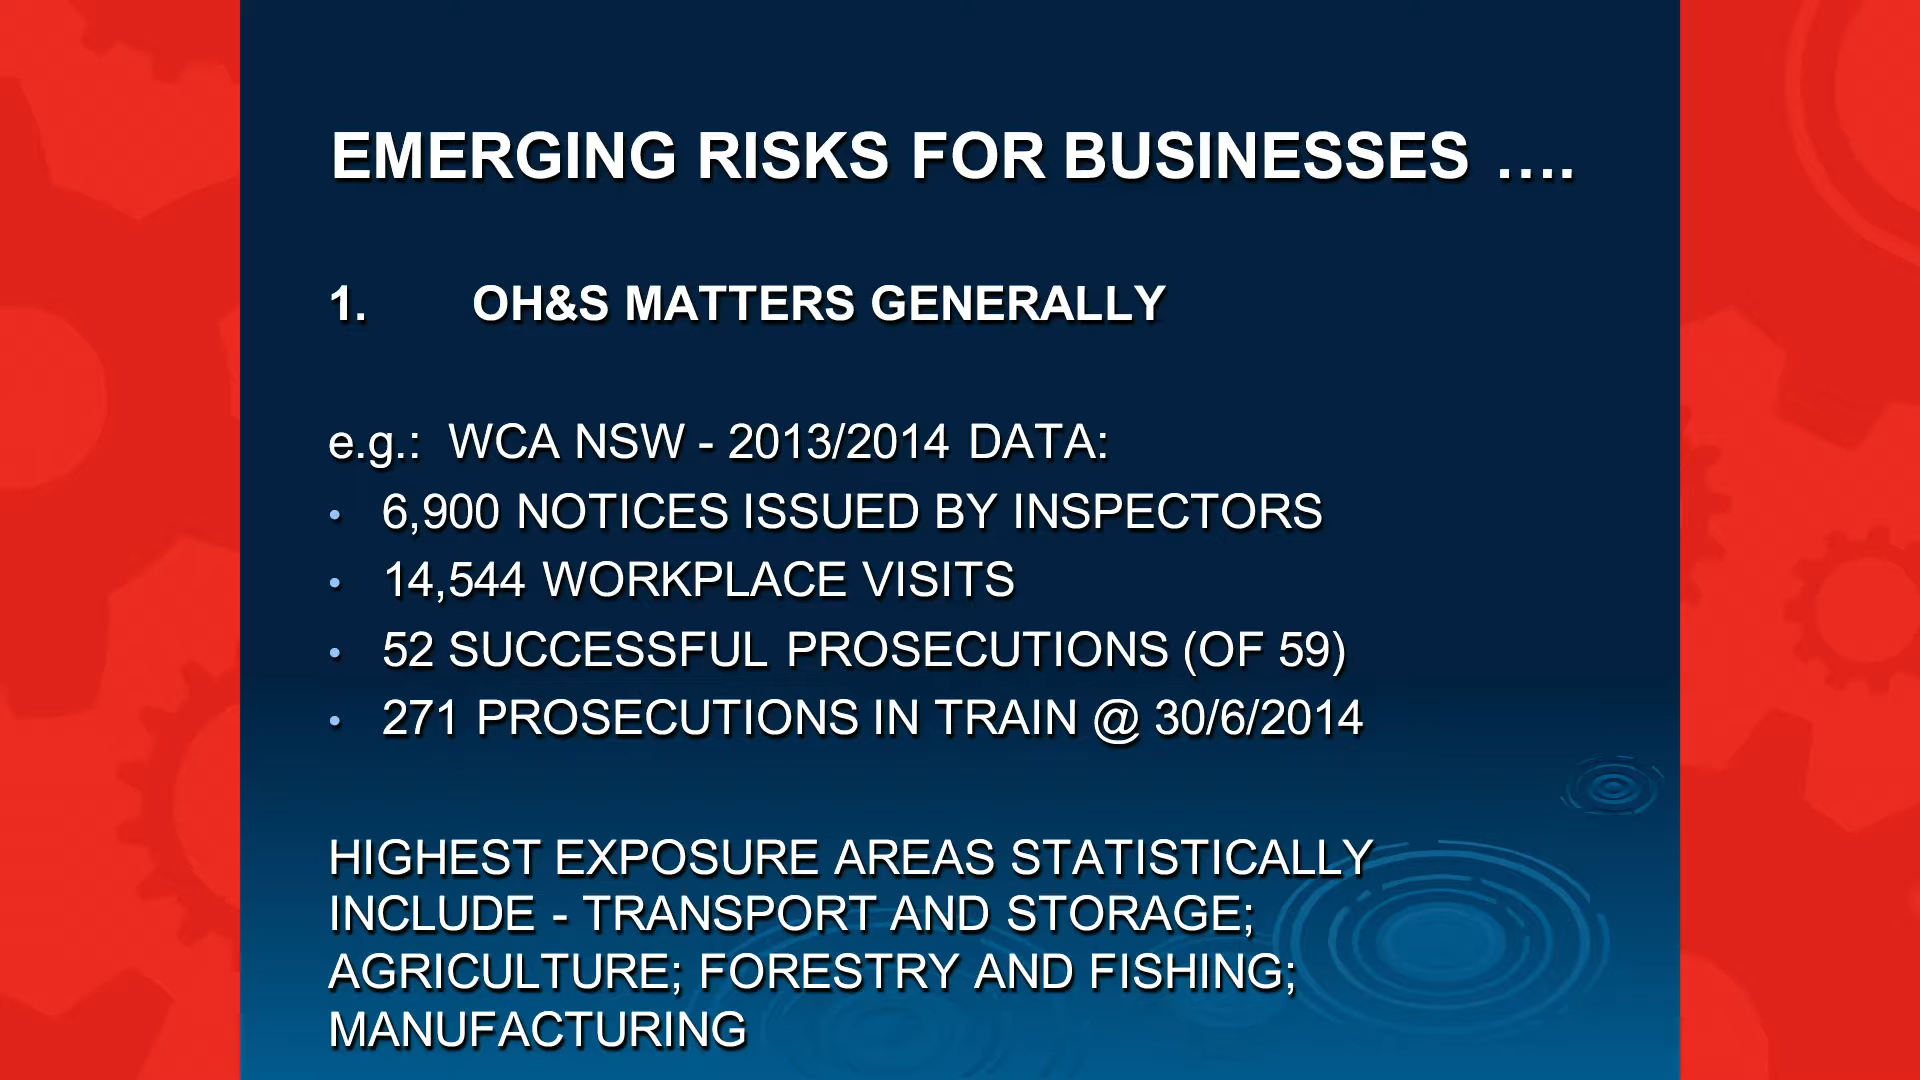 EMERGING RISKS FOR BUSINESSES ….
1. OH&S MATTERS GENERALLY
e.g.: WCA NSW - 2013/2014 DATA:
• 6,900 NOTICES ISSUED BY INSPECTORS
• 14,544 WORKPLACE VISITS
• 52 SUCCESSFUL PROSECUTIONS (OF 59)
• 271 PROSECUTIONS IN TRAIN @ 30/6/2014
HIGHEST EXPOSURE AREAS STATISTICALLY
INCLUDE - TRANSPORT AND STORAGE;
AGRICULTURE; FORESTRY AND FISHING;
MANUFACTURING